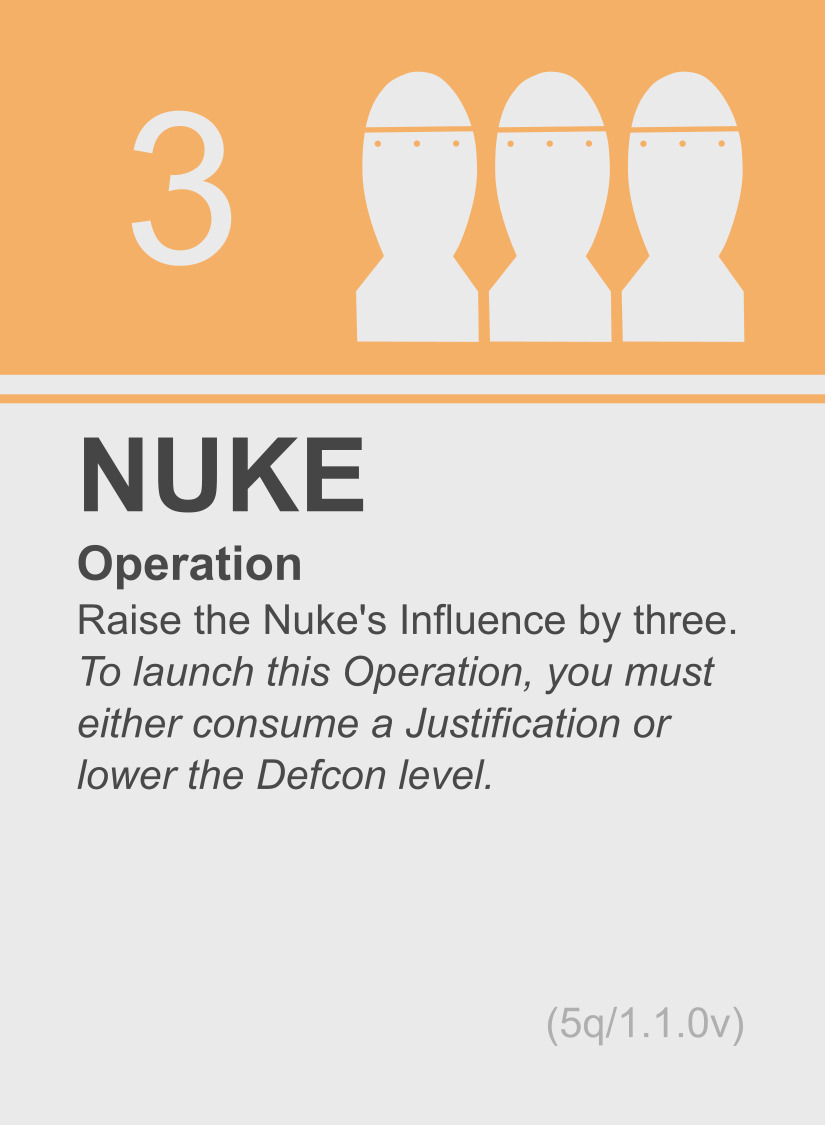 3
NUKE
Operation
Raise the Nuke's Influence by three.
To launch this Operation, you must
either consume a Justification or
lower the Defcon level.
(5q/1.1.0v)